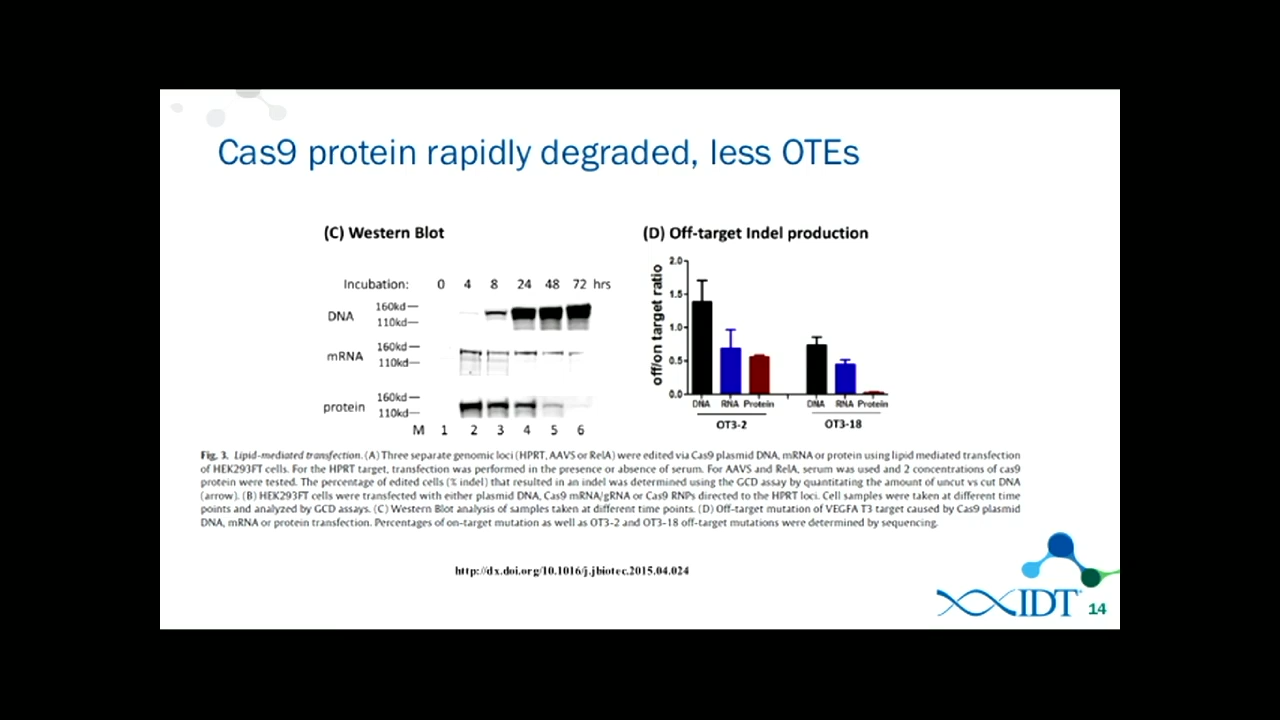 Cas9 protein rapidly degraded, less OTEs
(C) Western Blot
Incubation: 0 4 8 24 48 72 hrs
DNA 160kd
110kd
mRNA 160kd
110kd
protein 160kd
110kd
M 1 2 3 4 5 6
(D) Off-target Indel production
off/on target ratio
2.0
1.5
1.0
0.5
0.0
DNA RNA Protein DNA RNA Protein
OT3-2 OT3-18
Fig. 3. Lipid-mediated transfection. (A) Three separate genomic loci (HPRT, AAVS or RelA) were edited via Cas9 plasmid DNA, mRNA or protein using lipid mediated transfection
of HEK293FT cells. For the HPRT target, transfection was performed in the presence or absence of serum. For AAVS and RelA, serum was used and 2 concentrations of cas9
protein were tested. The percentage of edited cells (% indel) that resulted in an indel was determined using the GCD assay by quantitating the amount of uncut vs cut DNA
(arrow). (B) HEK293FT cells were transfected with either plasmid DNA, Cas9 mRNA/gRNA or Cas9 RNPs directed to the HPRT loci. Cell samples were taken at different time
points and analyzed by GCD assays. (C) Western Blot analysis of samples taken at different time points. (D) Off-target mutation of VEGFA T3 target caused by Cas9 plasmid
DNA, mRNA or protein transfection. Percentages of on-target mutation as well as OT3-2 and OT3-18 off-target mutations were determined by sequencing.
http://dx.doi.org/10.1016/j.jbiotec.2015.04.024
IDT 14